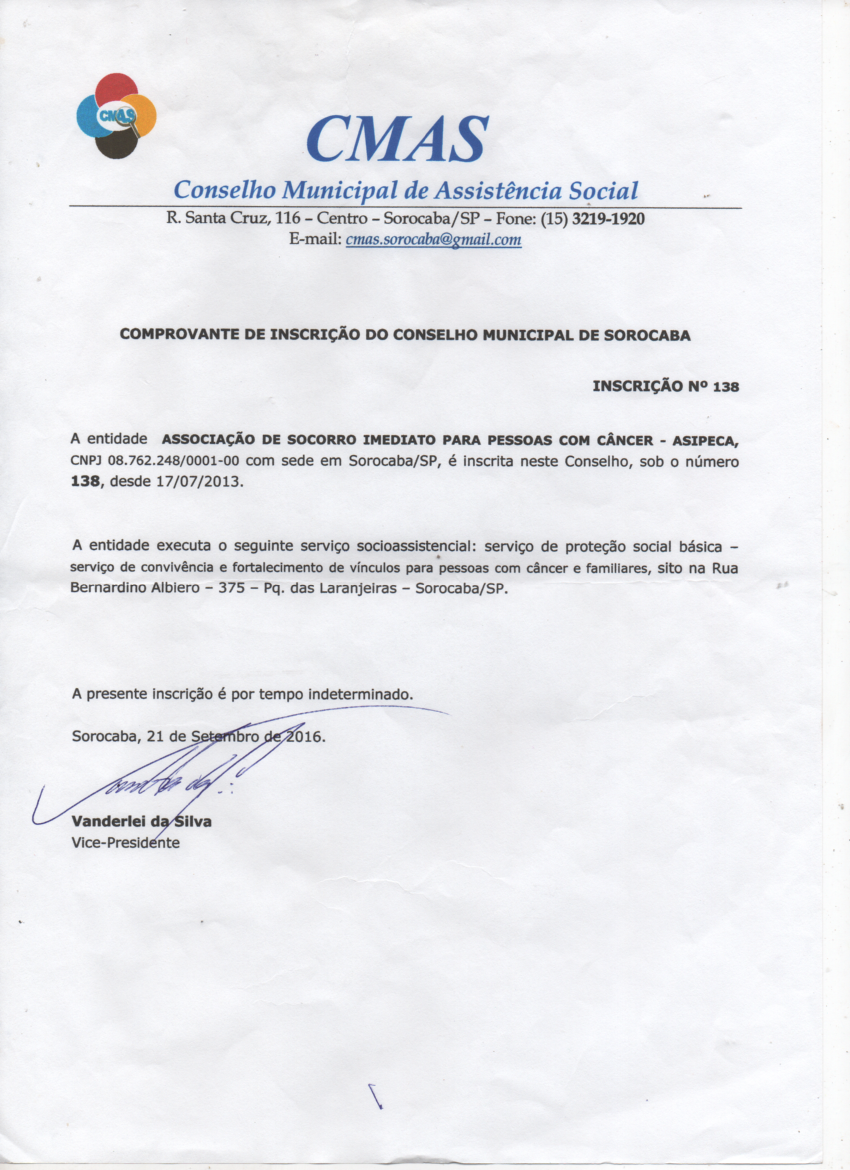 CMAS
CMAS
Conselho Municipal de Assistência Social
R. Santa Cruz, 116 – Centro – Sorocaba/SP – Fone: (15) 3219-1920
E-mail: cmas.sorocaba@gmail.com
COMPROVANTE DE INSCRIÇÃO DO CONSELHO MUNICIPAL DE SOROCABA
INSCRIÇÃO Nº 138
A entidade ASSOCIAÇÃO DE SOCORRO IMEDIATO PARA PESSOAS COM CÂNCER - ASIPECA,
CNPJ 08.762.248/0001-00 com sede em Sorocaba/SP, é inscrita neste Conselho, sob o número
138, desde 17/07/2013.
A entidade executa o seguinte serviço socioassistencial: serviço de proteção social básica –
serviço de convivência e fortalecimento de vínculos para pessoas com câncer e familiares, sito na Rua
Bernardino Albiero – 375 – Pq. das Laranjeiras – Sorocaba/SP.
A presente inscrição é por tempo indeterminado.
Sorocaba, 21 de Setembro de 2016.
Vanderlei da Silva
Vice-Presidente